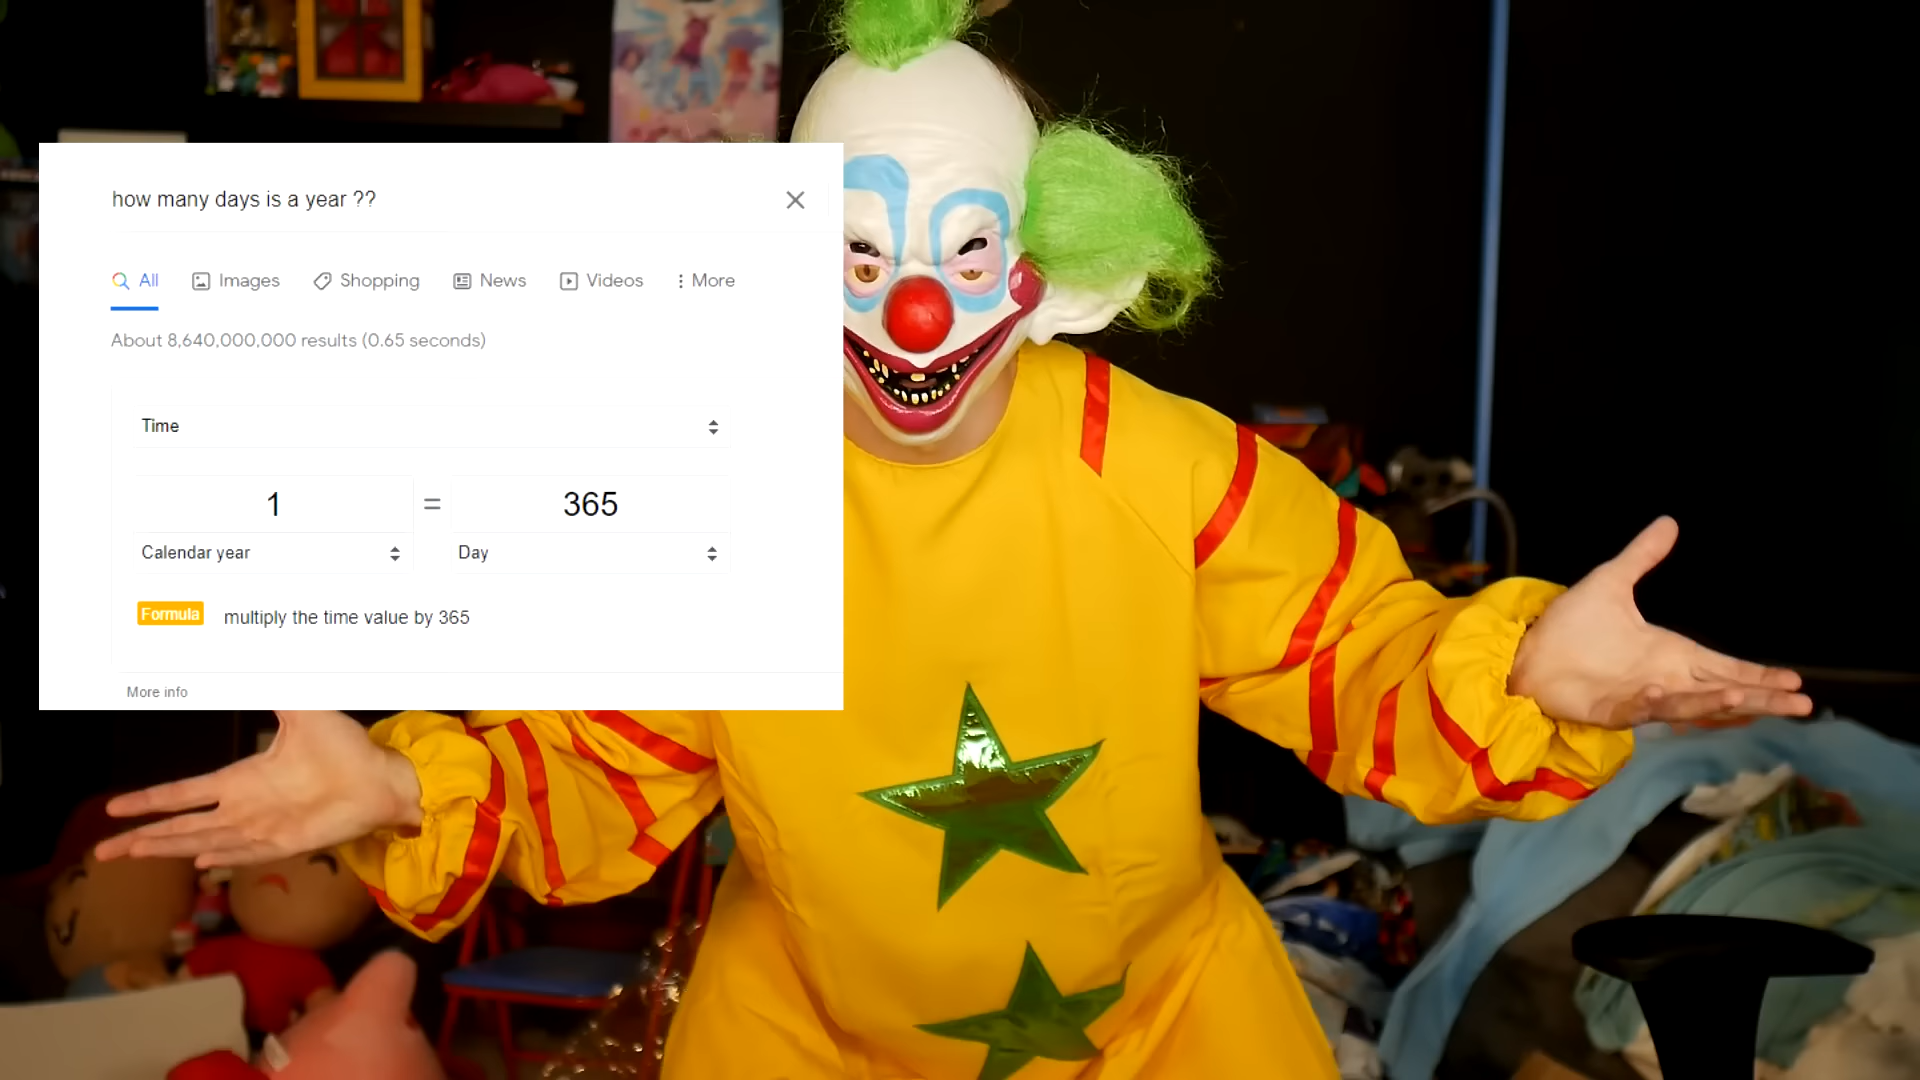 how many days is a year ??
All Images Shopping News Videos More
About 8,640,000,000 results (0.65 seconds)
Time
1 = 365
Calendar year Day
Formula multiply the time value by 365
More info